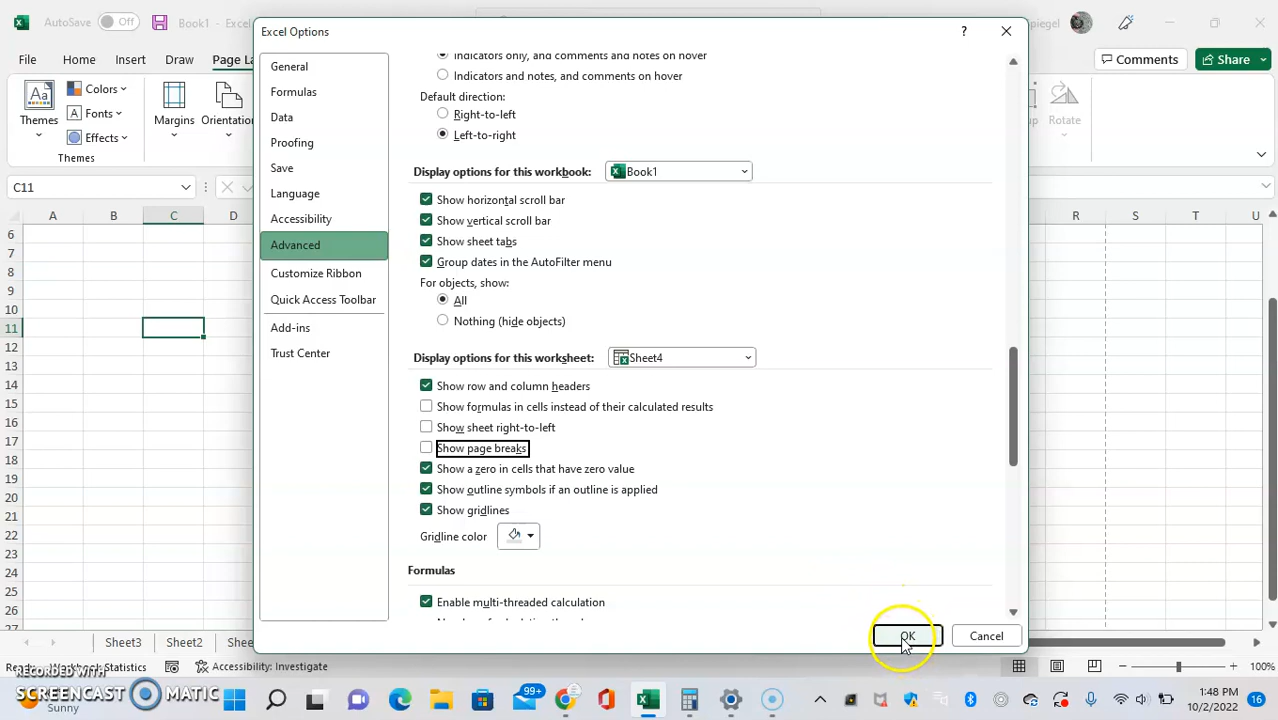 AutoSave Off
Excel Options
File Home Insert Draw Page La
Comments Share
Themes
Colors
Fonts
Effects
Margins
Orientatio
Rotate
Themes
C11
A B C D R S T U
6
7
8
9
10
11
12
13
14
15
16
17
18
19
20
21
22
23
24
25
26
27
General
Formulas
Data
Proofing
Save
Language
Accessibility
Advanced
Customize Ribbon
Quick Access Toolbar
Add-ins
Trust Center
Indicators only, and comments and notes on hover
Indicators and notes, and comments on hover
Default direction:
Right-to-left
Left-to-right
Display options for this workbook: Book1
Show horizontal scroll bar
Show vertical scroll bar
Show sheet tabs
Group dates in the AutoFilter menu
For objects, show:
All
Nothing (hide objects)
Display options for this worksheet: Sheet4
Show row and column headers
Show formulas in cells instead of their calculated results
Show sheet right-to-left
Show page breaks
Show a zero in cells that have zero value
Show outline symbols if an outline is applied
Show gridlines
Gridline color
Formulas
Enable multi-threaded calculation
OK Cancel
Sheet3 Sheet2
Statistics Accessibility: Investigate
100%
RECORDED WITH
SCREENCAST MATIC
Sunny
99+
1:48 PM
10/2/2022
16